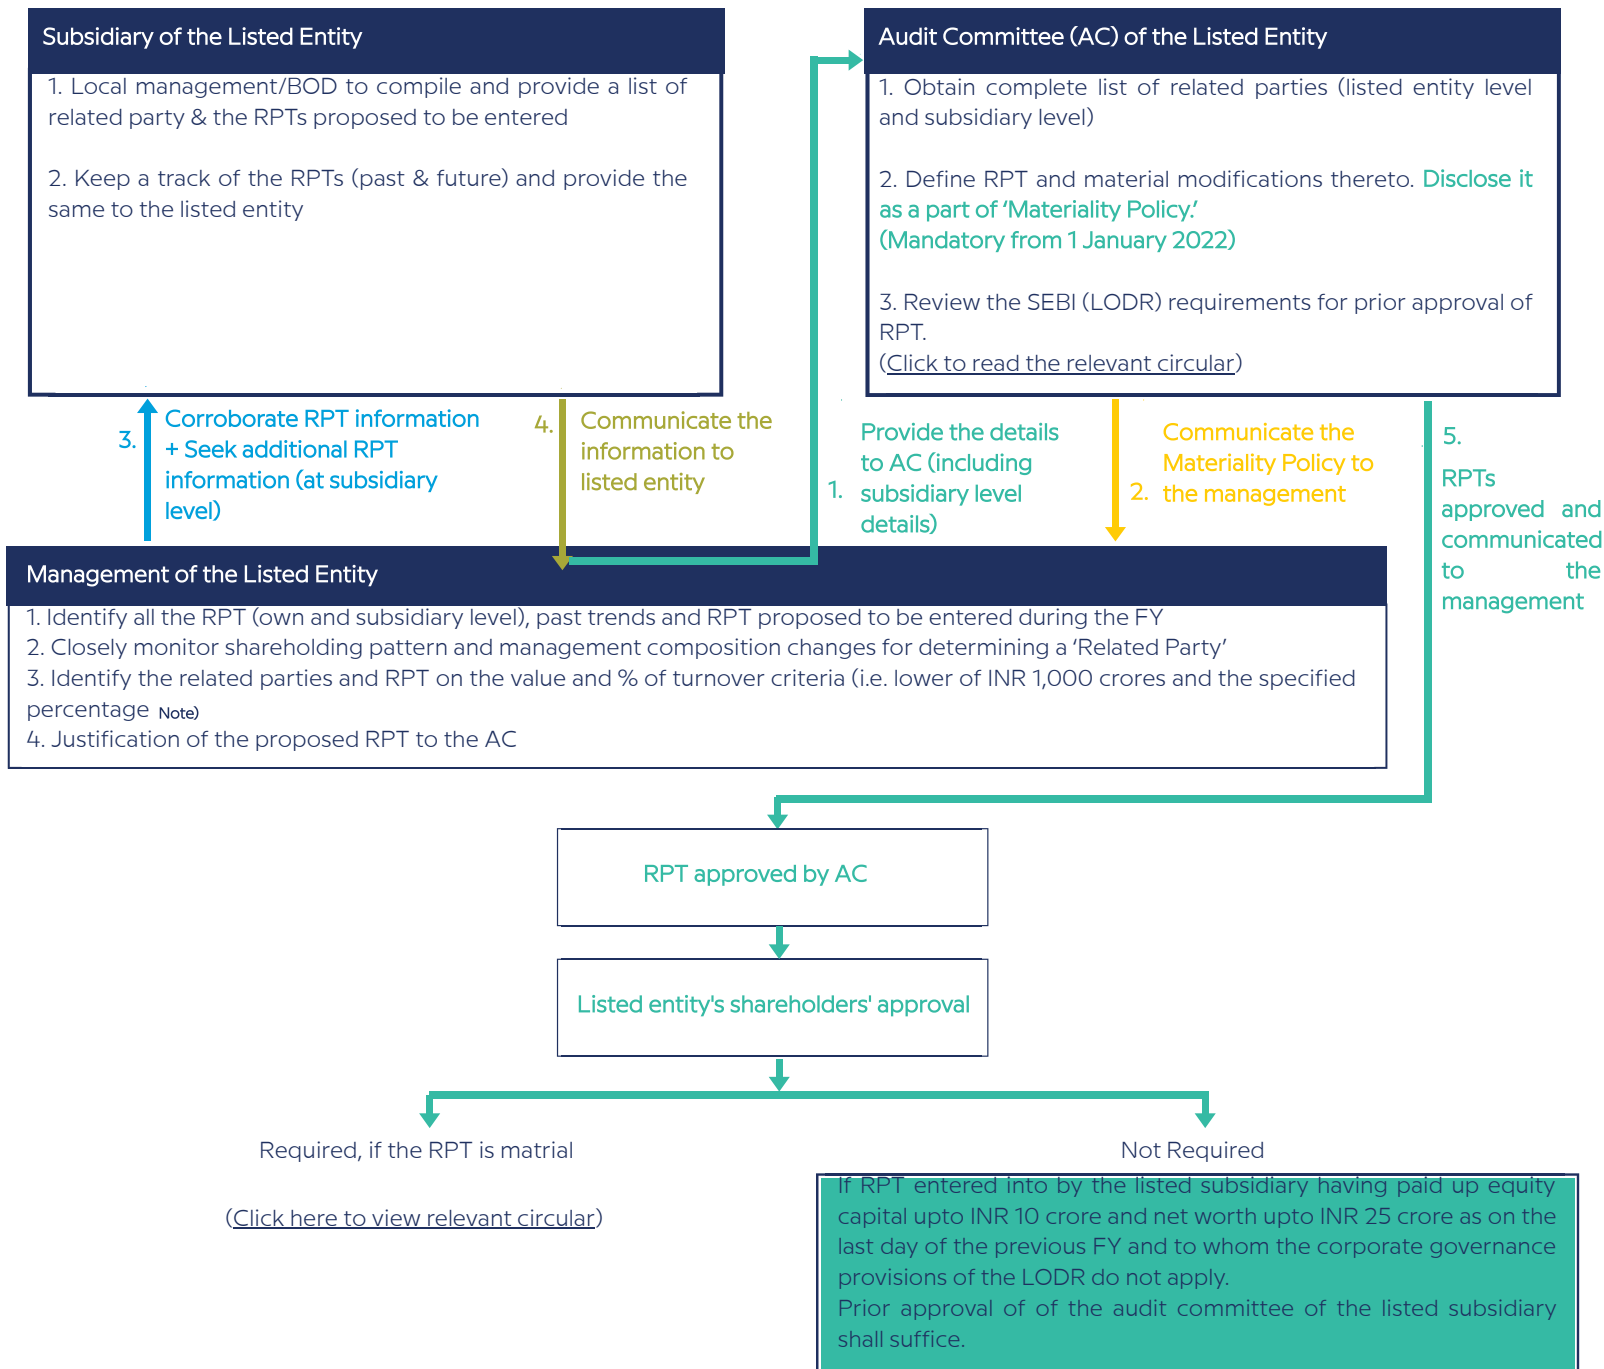 Subsidiary of the Listed Entity
1. Local management/BOD to compile and provide a list of
related party & the RPTs proposed to be entered
2. Keep a track of the RPTs (past & future) and provide the
same to the listed entity
Audit Committee (AC) of the Listed Entity
1. Obtain complete list of related parties (listed entity level
and subsidiary level)
2. Define RPT and material modifications thereto. Disclose it
as a part of ‘Materiality Policy.’
(Mandatory from 1 January 2022)
3. Review the SEBI (LODR) requirements for prior approval of
RPT.
(Click to read the relevant circular)
3.
Corroborate RPT information
+ Seek additional RPT
information (at subsidiary
level)
4.
Communicate the
information to
listed entity
1.
Provide the details
to AC (including
subsidiary level
details)
2.
Communicate the
Materiality Policy to
the management
5.
RPTs
approved and
communicated
to the
management
Management of the Listed Entity
1. Identify all the RPT (own and subsidiary level), past trends and RPT proposed to be entered during the FY
2. Closely monitor shareholding pattern and management composition changes for determining a ‘Related Party’
3. Identify the related parties and RPT on the value and % of turnover criteria (i.e. lower of INR 1,000 crores and the specified
percentage Note)
4. Justification of the proposed RPT to the AC
RPT approved by AC
Listed entity's shareholders' approval
Required, if the RPT is matrial
(Click here to view relevant circular)
Not Required
If RPT entered into by the listed subsidiary having paid up equity
capital upto INR 10 crore and net worth upto INR 25 crore as on the
last day of the previous FY and to whom the corporate governance
provisions of the LODR do not apply.
Prior approval of of the audit committee of the listed subsidiary
shall suffice.